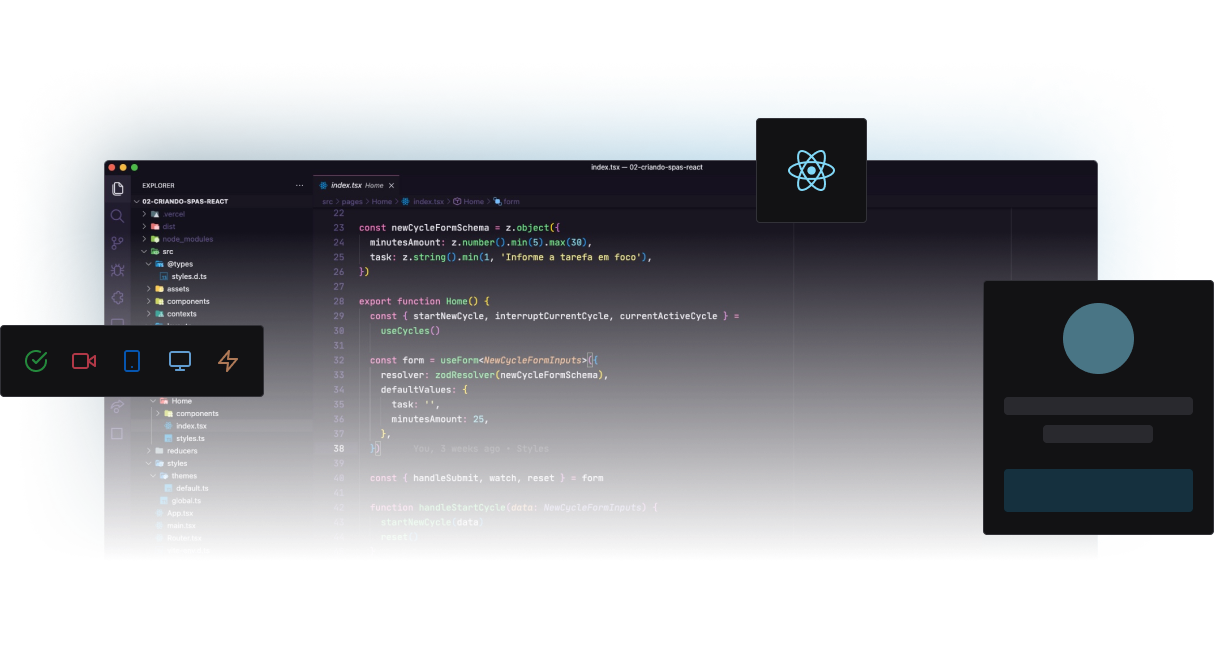 index.tsx — 02-criando-spas-react
EXPLORER
···
index.tsx Home ×
02-CRIANDO-SPAS-REACT
src > pages > Home > index.tsx > Home > form
.vercel
dist
node_modules
src
@types
styles.d.ts
assets
components
contexts
Home
components
index.tsx
styles.ts
reducers
styles
themes
default.ts
global.ts
App.tsx
main.tsx
Router.tsx
22
23 const newCycleFormSchema = z.object({
24 minutesAmount: z.number().min(5).max(30),
25 task: z.string().min(1, 'Informe a tarefa em foco'),
26 })
27
28 export function Home() {
29 const { startNewCycle, interruptCurrentCycle, currentActiveCycle } =
30 useCycles()
31
32 const form = useForm<NewCycleFormInputs>({
33 resolver: zodResolver(newCycleFormSchema),
34 defaultValues: {
35 task: '',
36 minutesAmount: 25,
37 },
38 }) You, 3 weeks ago · Styles
39
40 const { handleSubmit, watch, reset } = form
41
42 function handleStartCycle(data: NewCycleFormInputs) {
43 startNewCycle(data)
reset()